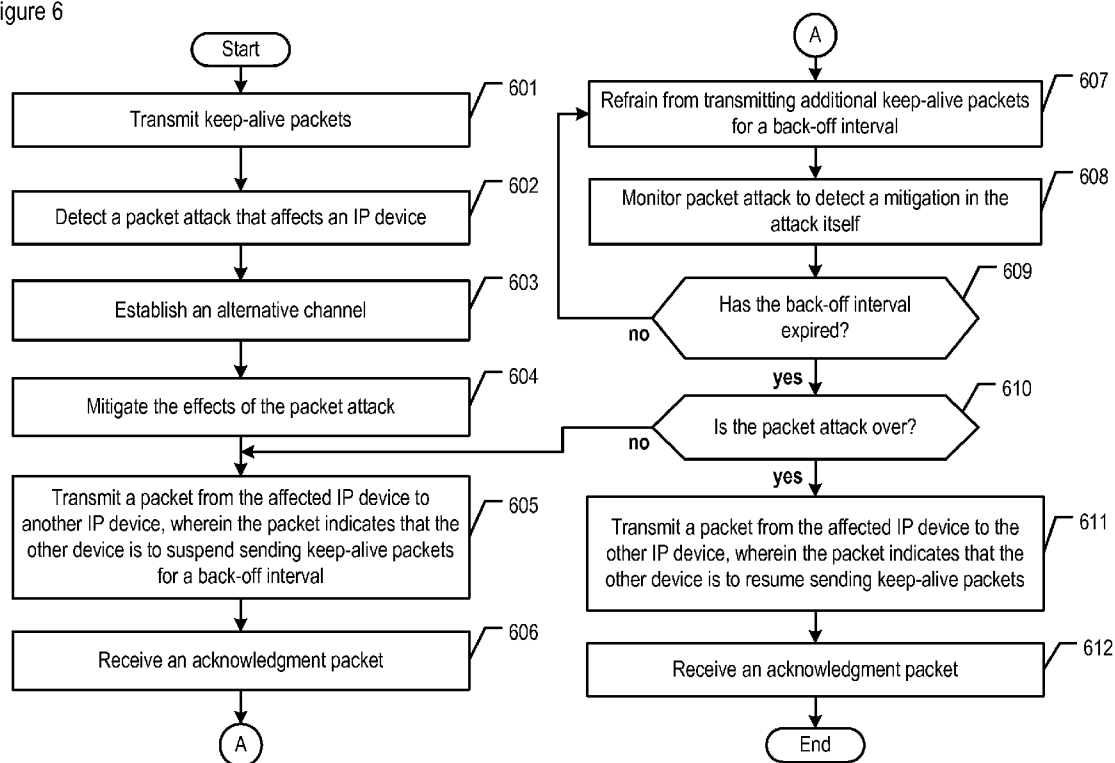 igure 6
Start
601
Transmit keep-alive packets
602
Detect a packet attack that affects an IP device
603
Establish an alternative channel
604
Mitigate the effects of the packet attack
605
Transmit a packet from the affected IP device to
another IP device, wherein the packet indicates that the
other device is to suspend sending keep-alive packets
for a back-off interval
606
Receive an acknowledgment packet
A
A
607
Refrain from transmitting additional keep-alive packets
for a back-off interval
608
Monitor packet attack to detect a mitigation in the
attack itself
609
Has the back-off interval
expired?
no
yes
610
Is the packet attack over?
no
yes
611
Transmit a packet from the affected IP device to the
other IP device, wherein the packet indicates that the
other device is to resume sending keep-alive packets
612
Receive an acknowledgment packet
End